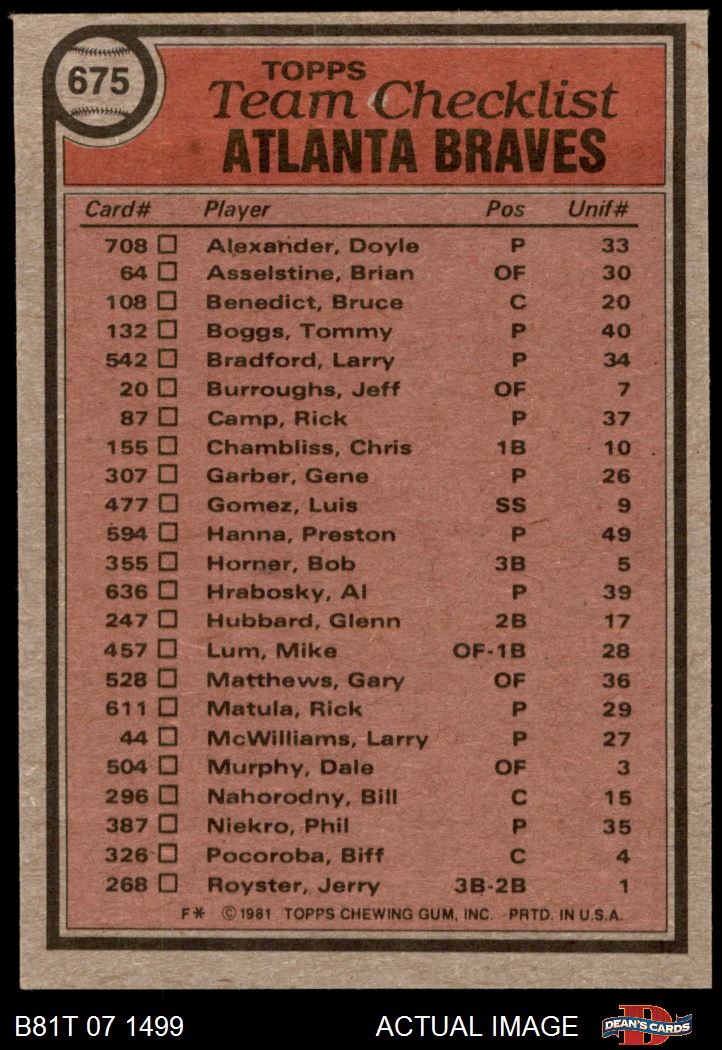 675
TOPPS
Team Checklist
ATLANTA BRAVES
Card# Player Pos Unif#
708 Alexander, Doyle P 33
64 Asselstine, Brian OF 30
108 Benedict, Bruce C 20
132 Boggs, Tommy P 40
542 Bradford, Larry P 34
20 Burroughs, Jeff OF 7
87 Camp, Rick P 37
155 Chambliss, Chris 1B 10
307 Garber, Gene P 26
477 Gomez, Luis SS 9
594 Hanna, Preston P 49
355 Horner, Bob 3B 5
636 Hrabosky, Al P 39
247 Hubbard, Glenn 2B 17
457 Lum, Mike OF-1B 28
528 Matthews, Gary OF 36
611 Matula, Rick P 29
44 McWilliams, Larry P 27
504 Murphy, Dale OF 3
296 Nahorodny, Bill C 15
387 Niekro, Phil P 35
326 Pocoroba, Biff C 4
268 Royster, Jerry 3B-2B 1
F* ©1981 TOPPS CHEWING GUM, INC. PRTD. IN U.S.A.
B81T 07 1499 ACTUAL IMAGE DEAN'S CARDS